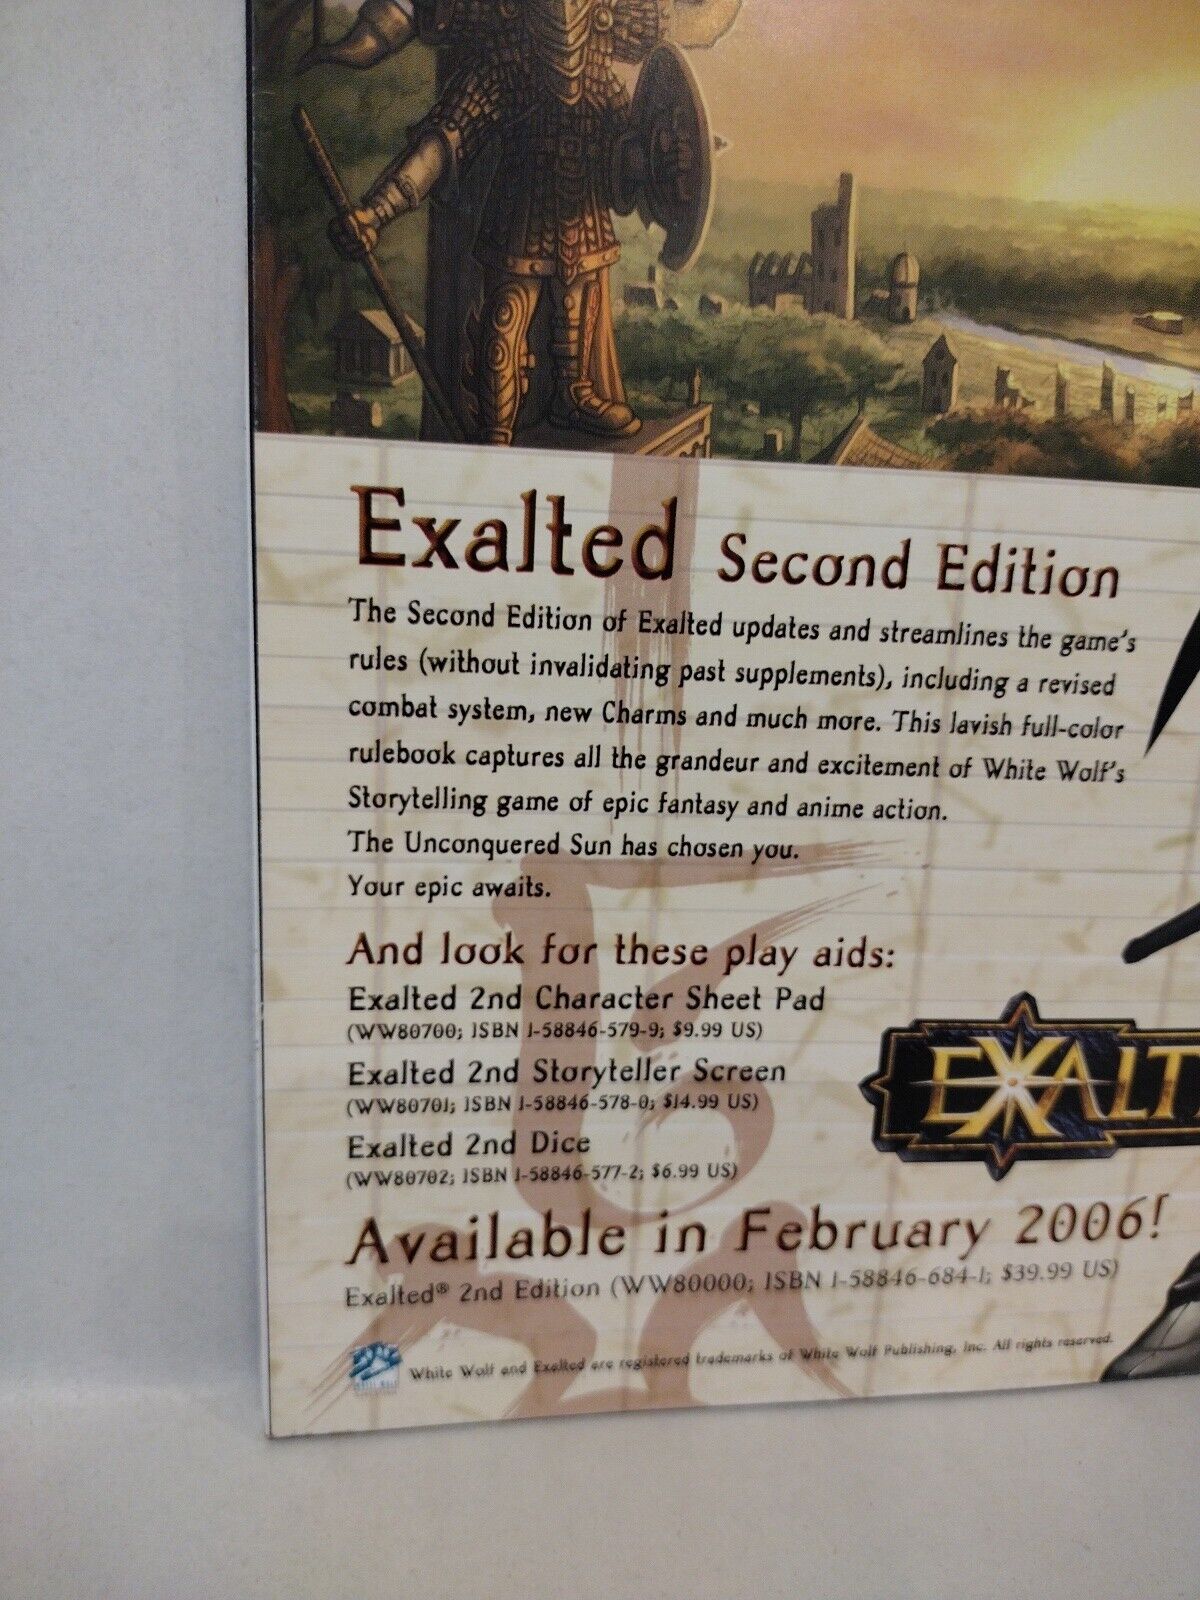 Exalted Second Edition
The Second Edition of Exalted updates and streamlines the game's
rules (without invalidating past supplements), including a revised
combat system, new Charms and much more. This lavish full-color
rulebook captures all the grandeur and excitement of White Wolf's
Storytelling game of epic fantasy and anime action.
The Unconquered Sun has chosen you.
Your epic awaits.
And look for these play aids:
Exalted 2nd Character Sheet Pad
(WW80700; ISBN 1-58846-579-9; $9.99 US)
Exalted 2nd Storyteller Screen
(WW80701; ISBN 1-58846-578-0; $14.99 US)
Exalted 2nd Dice
(WW80702; ISBN 1-58846-577-2; $6.99 US)
EXALT
Available in February 2006!
Exalted® 2nd Edition (WW80000; ISBN 1-58846-684-1; $39.99 US)
White Wolf and Exalted are registered trademarks of White Wolf Publishing, Inc. All rights reserved.